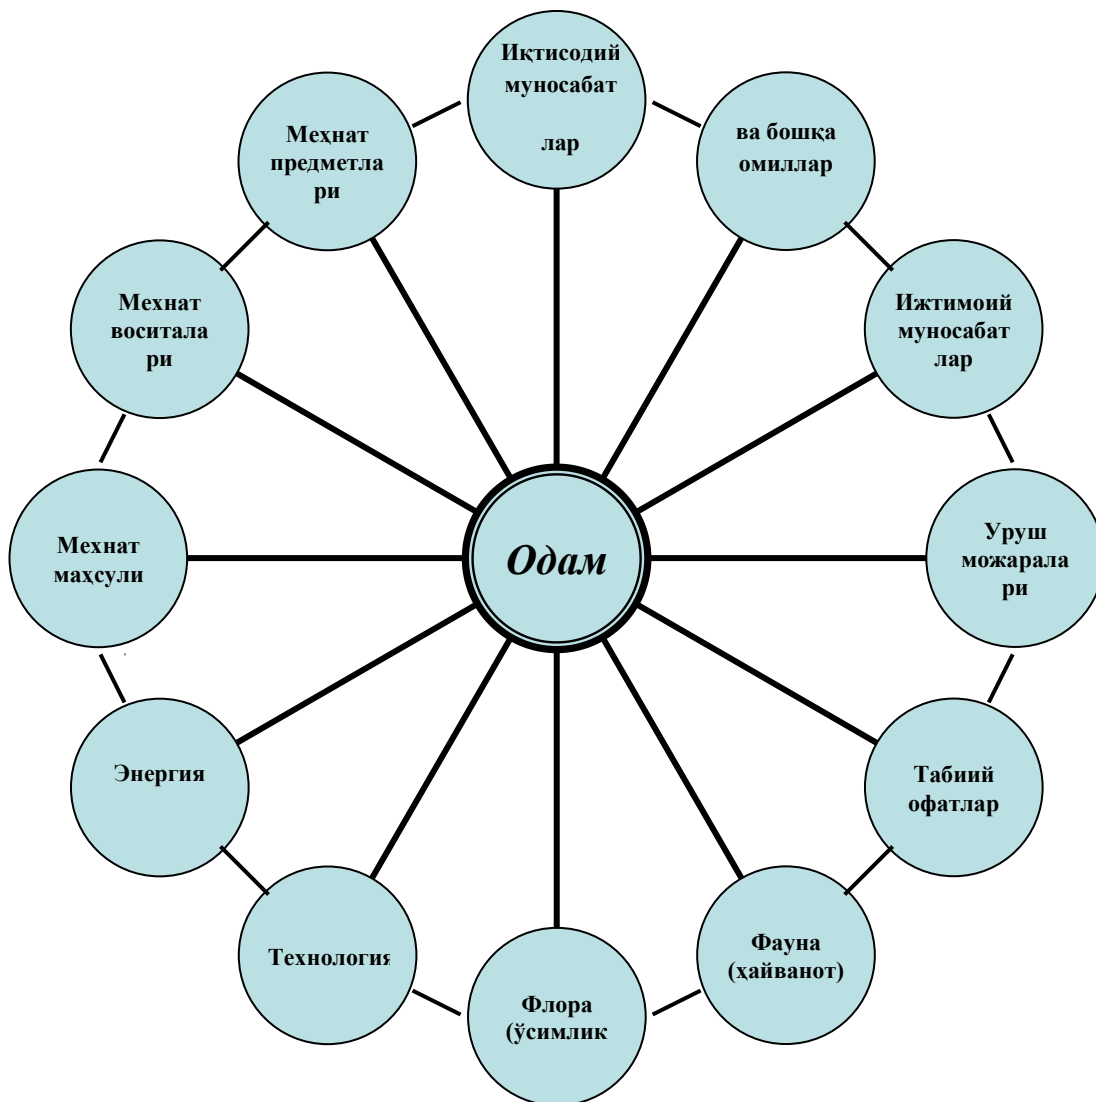 Иқтисодий
муносабат
лар
ва бошқа
омиллар
Ижтимоий
муносабат
лар
Уруш
можарала
ри
Табиий
офатлар
Фауна
(ҳайванот)
Флора
(ўсимлик
Технология
Энергия
Мехнат
маҳсули
Мехнат
воситала
ри
Меҳнат
предметла
ри
Одам